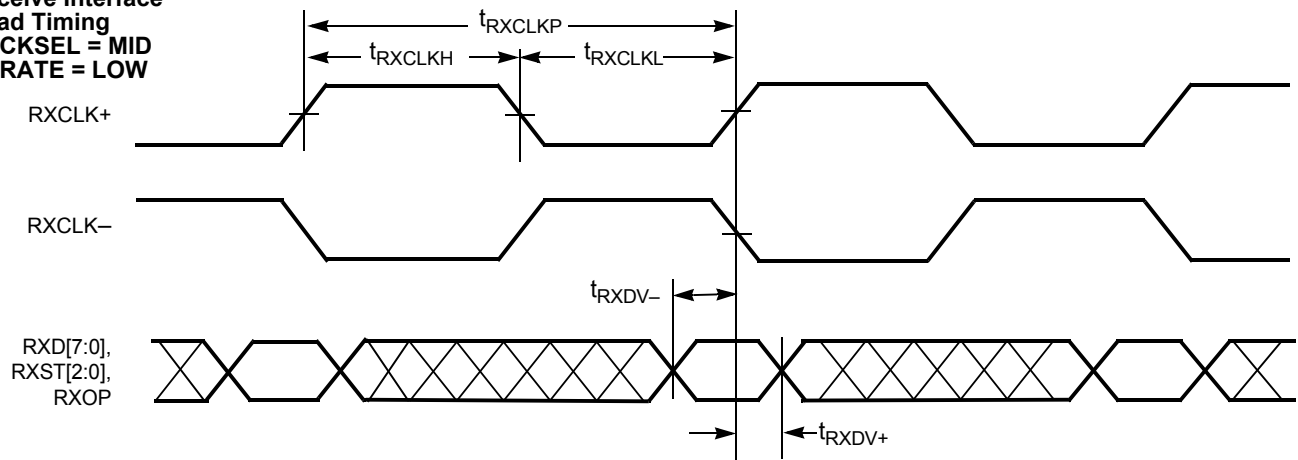 ceive Interface
ad Timing
CKSEL = MID
RATE = LOW
tRXCLKP
tRXCLKH
tRXCLKL
RXCLK+
RXCLK–
tRXDV–
RXD[7:0],
RXST[2:0],
RXOP
tRXDV+